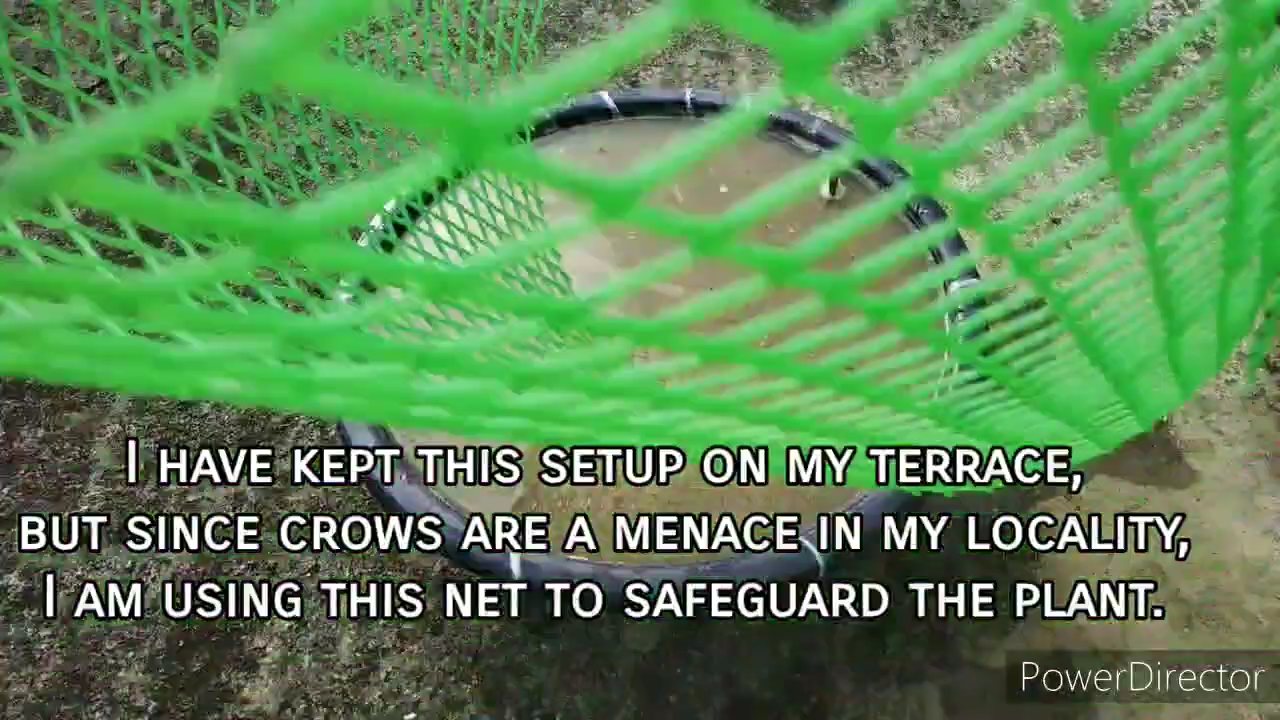 I HAVE KEPT THIS SETUP ON MY TERRACE,
BUT SINCE CROWS ARE A MENACE IN MY LOCALITY,
I AM USING THIS NET TO SAFEGUARD THE PLANT.
PowerDirector